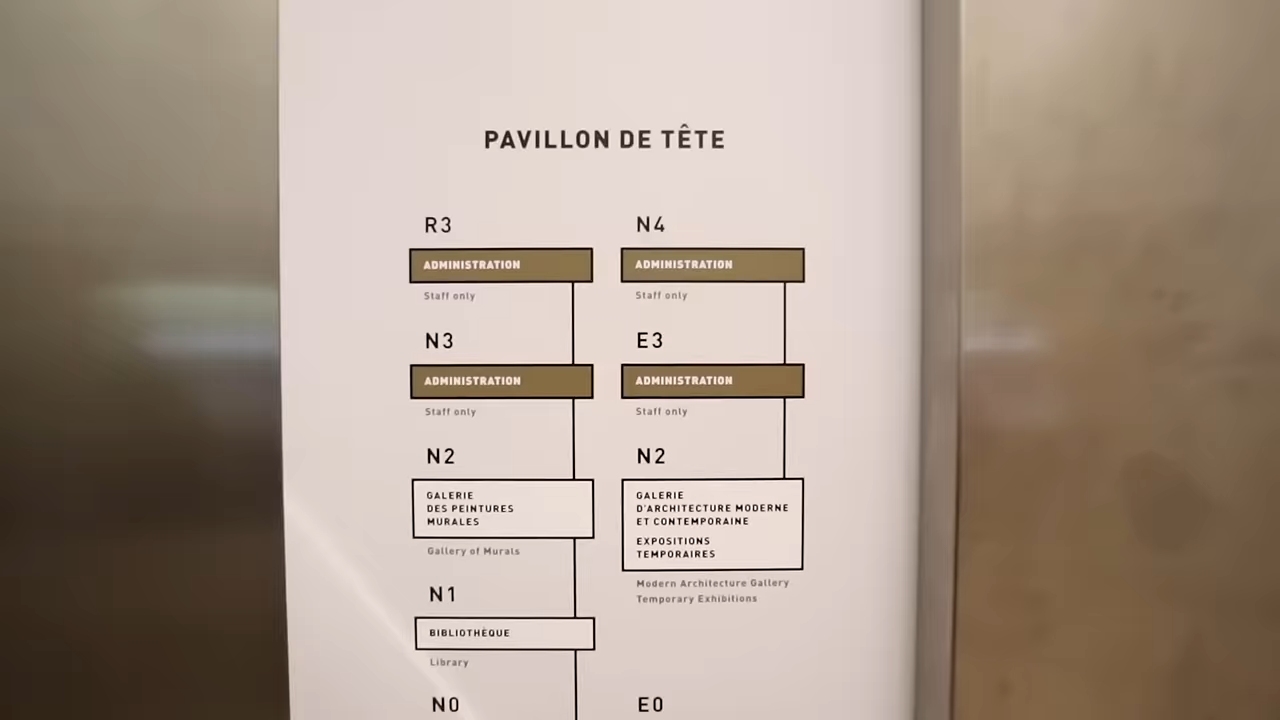 PAVILLON DE TÊTE
R3
ADMINISTRATION
Staff only
N3
ADMINISTRATION
Staff only
N2
GALERIE
DES PEINTURES
MURALES
Gallery of Murals
N1
BIBLIOTHÈQUE
Library
N0
N4
ADMINISTRATION
Staff only
E3
ADMINISTRATION
Staff only
N2
GALERIE
D'ARCHITECTURE MODERNE
ET CONTEMPORAINE
EXPOSITIONS
TEMPORAIRES
Modern Architecture Gallery
Temporary Exhibitions
E0